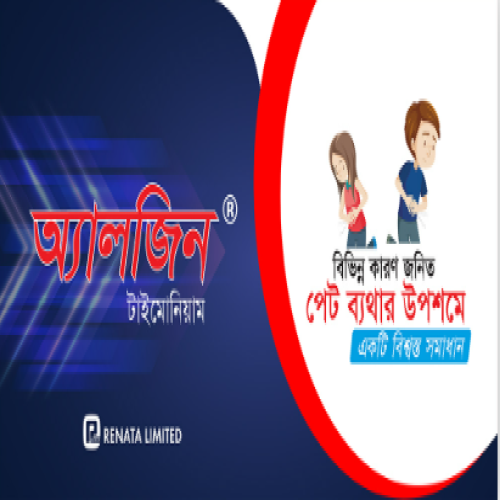 অ্যালজিন®
টাইমোনিয়াম
RENATA LIMITED
বিভিন্ন কারণ জনিত
পেট ব্যথার উপশমে
একটি বিশ্বস্ত সমাধান